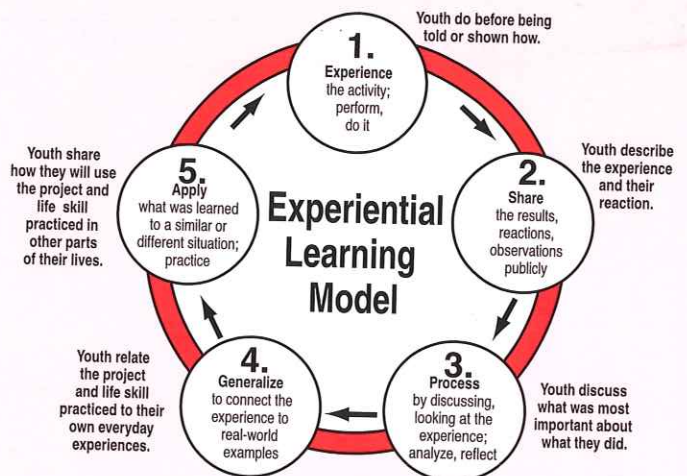 Youth do before being
told or shown how.
1.
Experience
the activity;
perform,
do it
Youth describe
the experience
and their
reaction.
2.
Share
the results,
reactions,
observations
publicly
Youth discuss
what was most
important about
what they did.
3.
Process
by discussing,
looking at the
experience;
analyze, reflect
Youth relate
the project
and life skill
practiced to their
own everyday
experiences.
4.
Generalize
to connect the
experience to
real-world
examples
Youth share
how they will use
the project and
life skill
practiced in
other parts
of their lives.
5.
Apply
what was learned
to a similar or
different situation;
practice
Experiential
Learning
Model